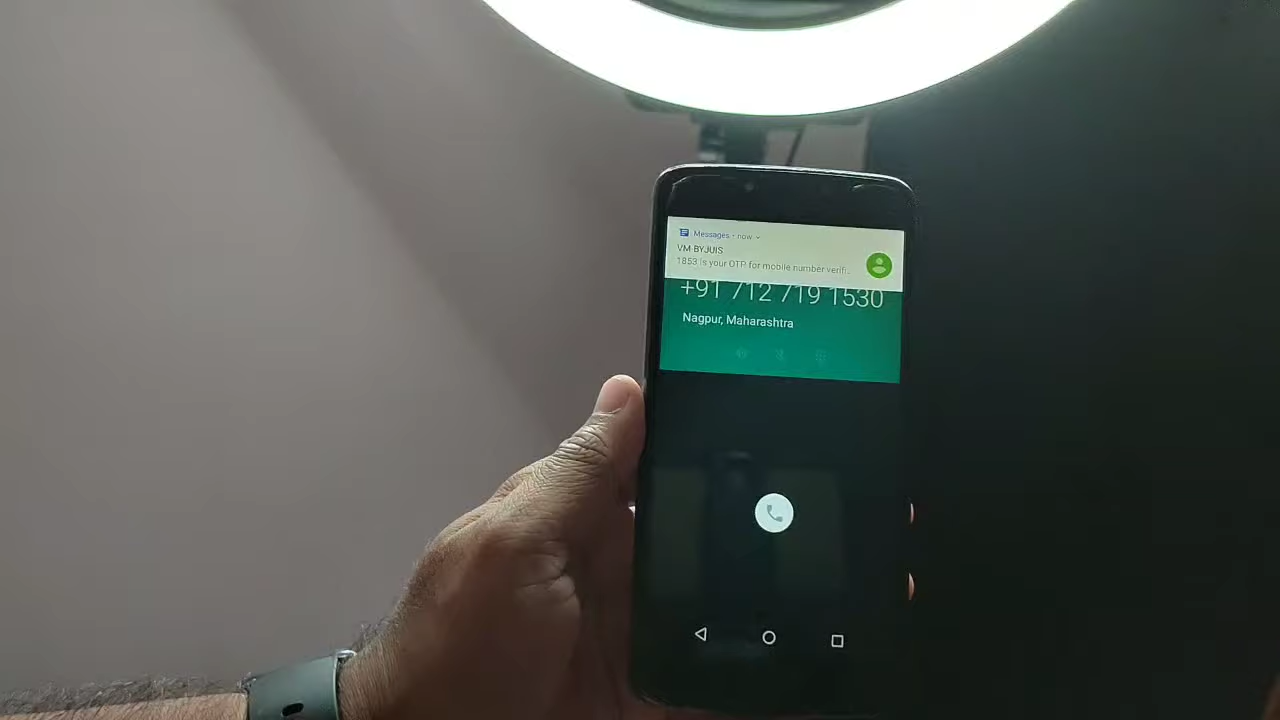 Messages • now
VM-BYJUIS
1853 is your OTP for mobile number verifi...
+91 712 719 1530
Nagpur, Maharashtra